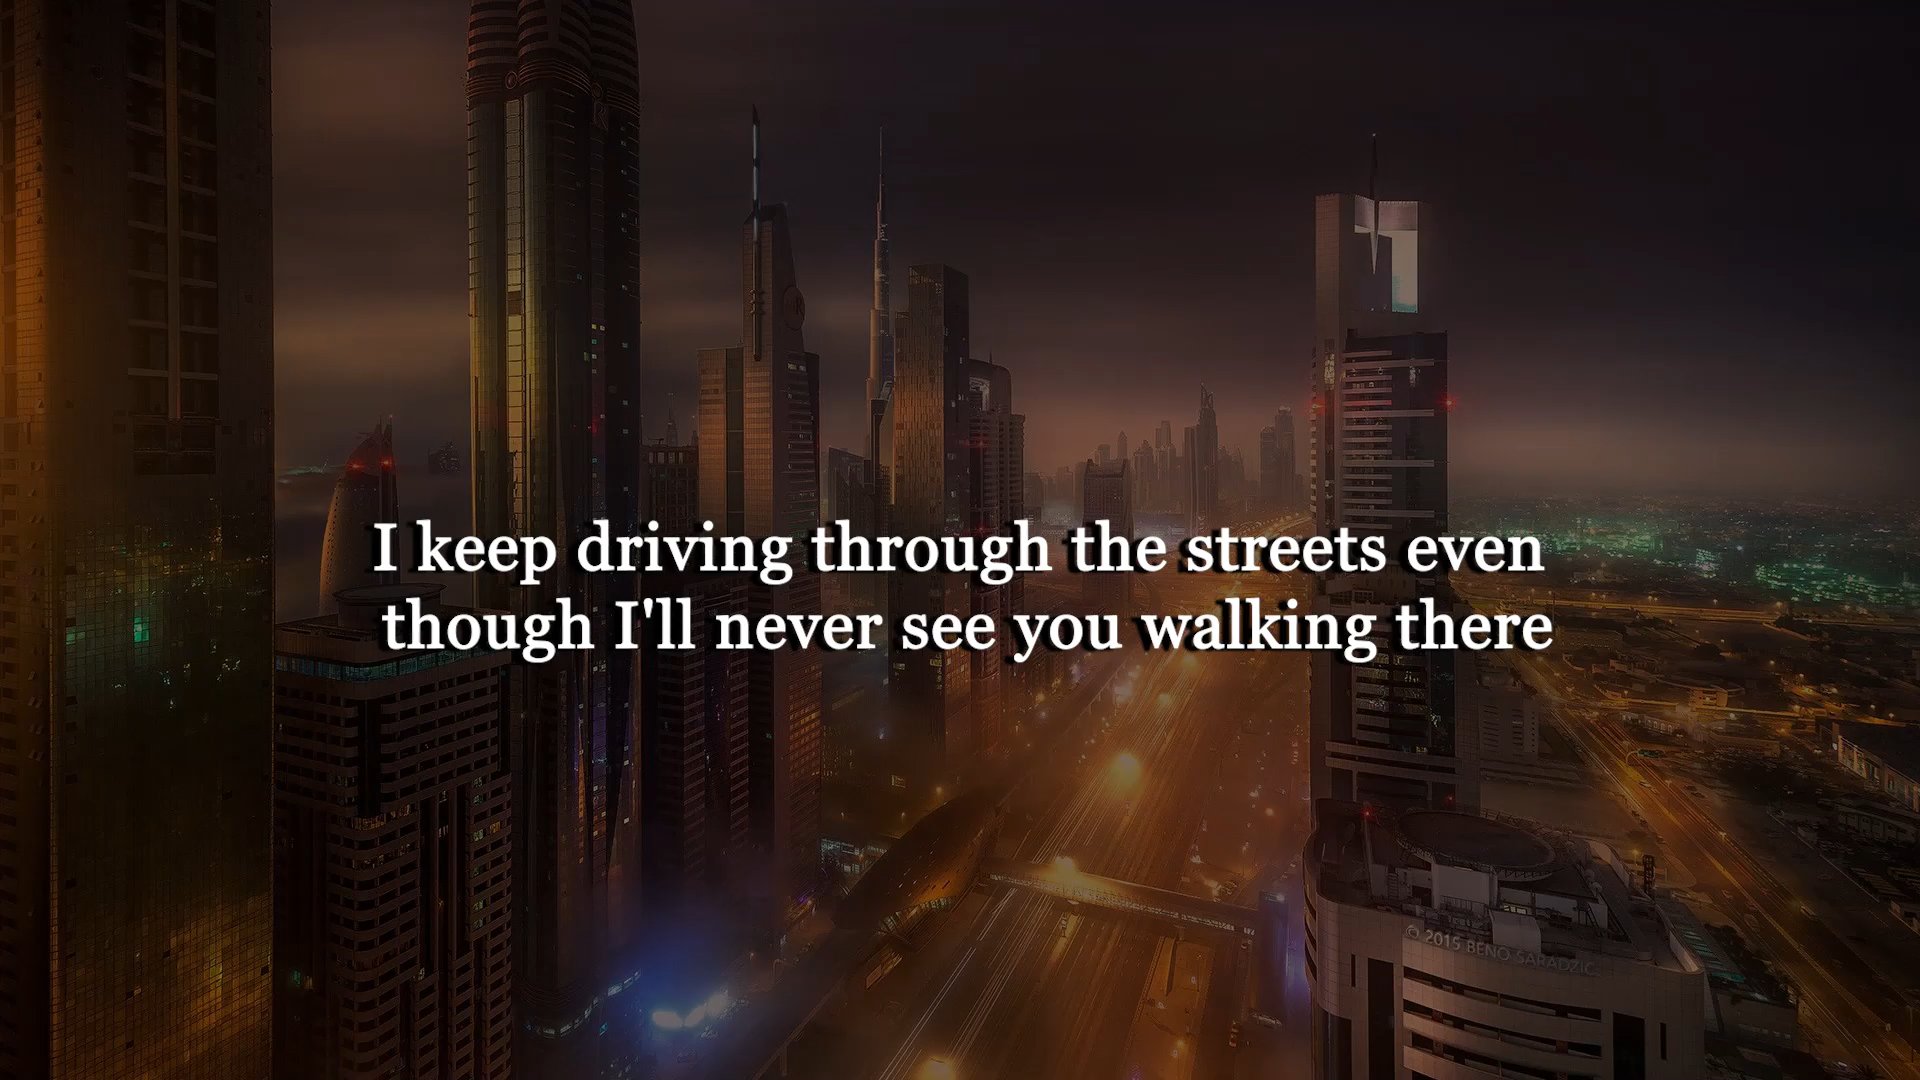 I keep driving through the streets even
though I'll never see you walking there
© 2015 BENO SARADZIC